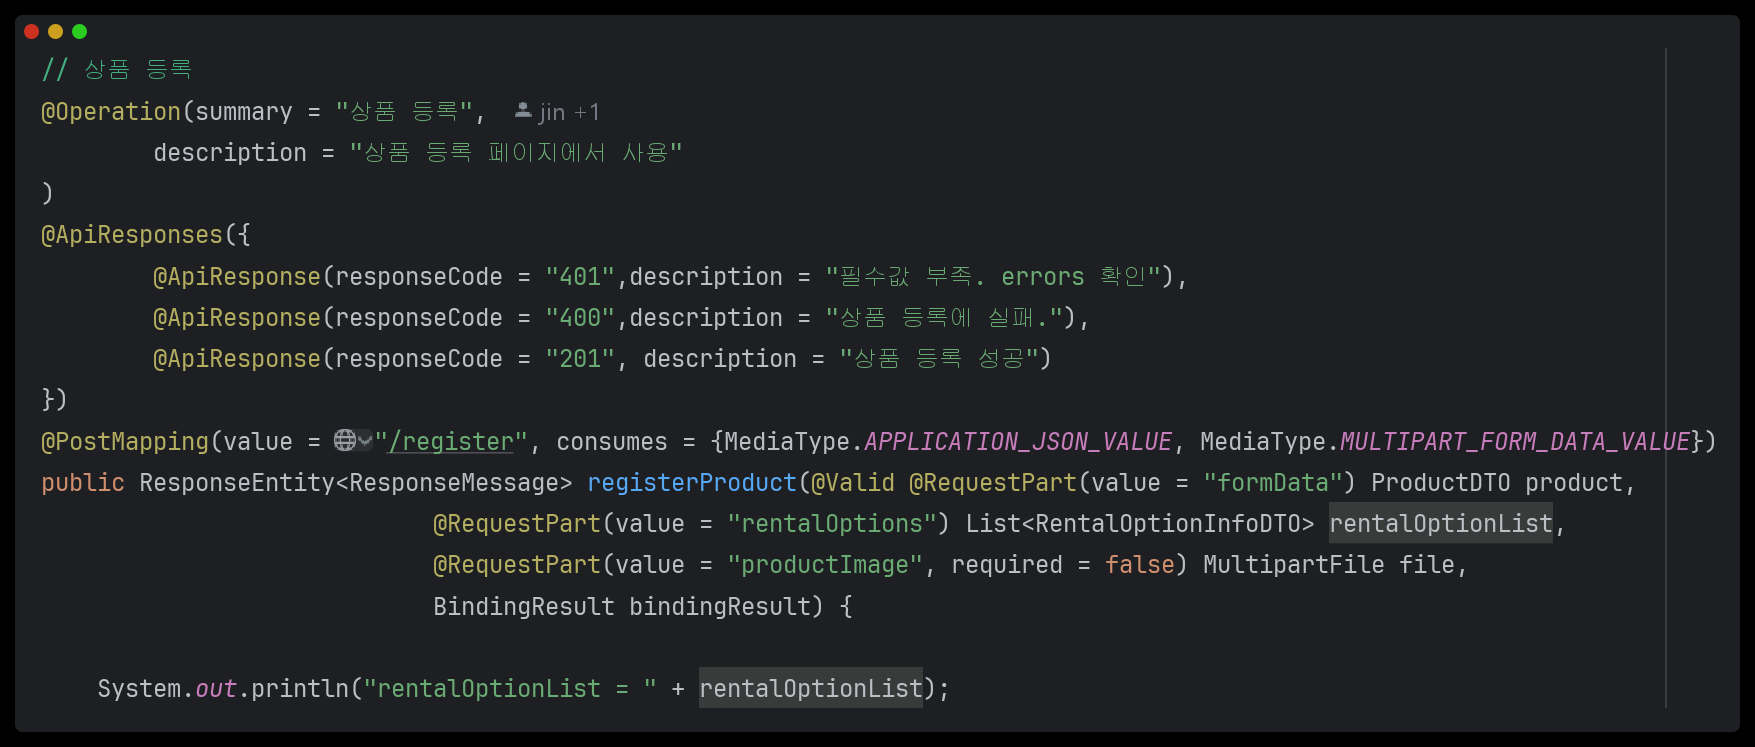 // 상품 등록
@Operation(summary = "상품 등록", jin +1
description = "상품 등록 페이지에서 사용"
)
@ApiResponses({
@ApiResponse(responseCode = "401",description = "필수값 부족. errors 확인"),
@ApiResponse(responseCode = "400",description = "상품 등록에 실패."),
@ApiResponse(responseCode = "201", description = "상품 등록 성공")
})
@PostMapping(value = "/register", consumes = {MediaType.APPLICATION_JSON_VALUE, MediaType.MULTIPART_FORM_DATA_VALUE})
public ResponseEntity<ResponseMessage> registerProduct(@Valid @RequestPart(value = "formData") ProductDTO product,
@RequestPart(value = "rentalOptions") List<RentalOptionInfoDTO> rentalOptionList,
@RequestPart(value = "productImage", required = false) MultipartFile file,
BindingResult bindingResult) {
System.out.println("rentalOptionList = " + rentalOptionList);